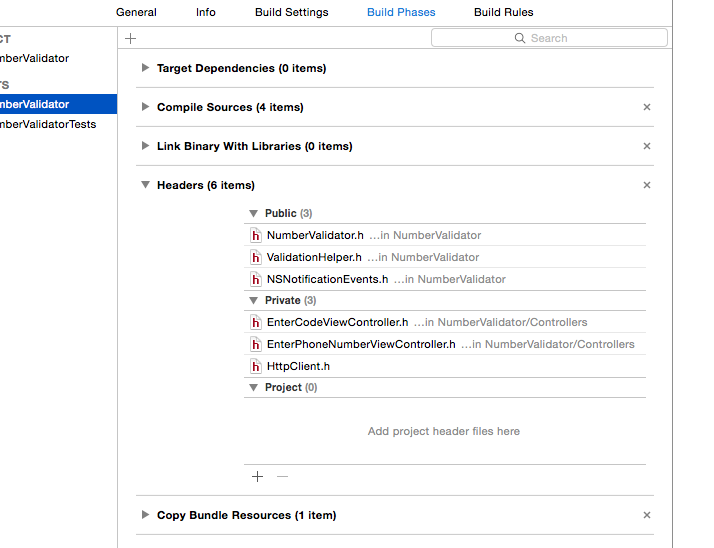 General Info Build Settings Build Phases Build Rules
CT
Search
mberValidator
Target Dependencies (0 items)
TS
mberValidator
Compile Sources (4 items)
mberValidatorTests
Link Binary With Libraries (0 items)
Headers (6 items)
Public (3)
NumberValidator.h ...in NumberValidator
ValidationHelper.h ...in NumberValidator
NSNotificationEvents.h ...in NumberValidator
Private (3)
EnterCodeViewController.h ...in NumberValidator/Controllers
EnterPhoneNumberViewController.h ...in NumberValidator/Controllers
HttpClient.h
Project (0)
Add project header files here
Copy Bundle Resources (1 item)